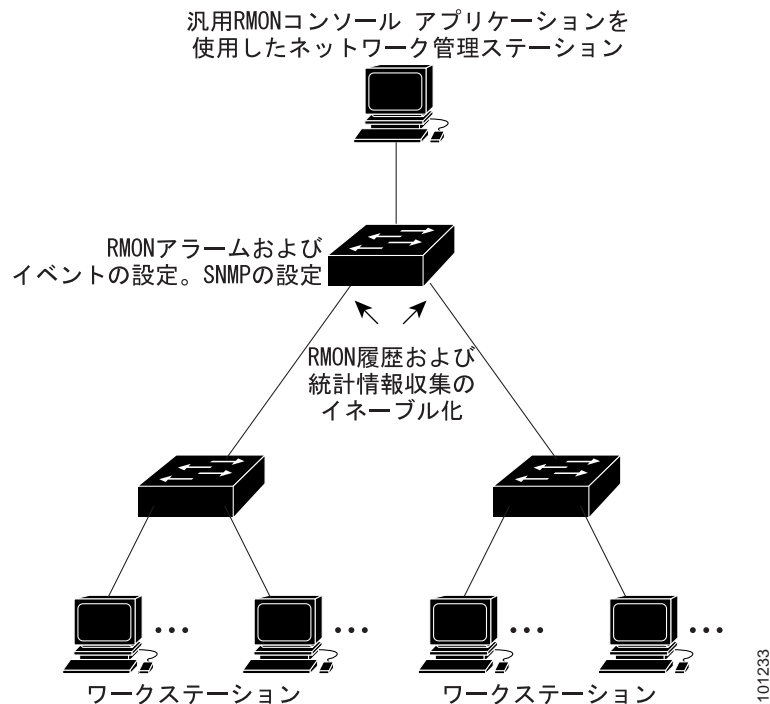 汎用RMONコンソール アプリケーションを
使用したネットワーク管理ステーション
RMONアラームおよび
イベントの設定。SNMPの設定
RMON履歴および
統計情報収集の
イネーブル化
...
...
...
...
ワークステーション
ワークステーション
101233